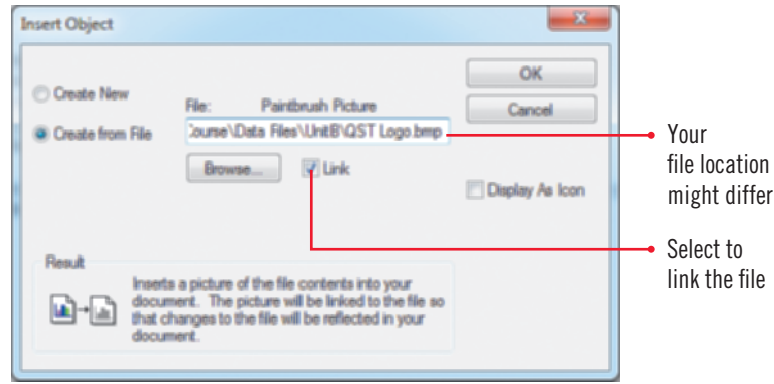 Insert Object
OK
Create New
File: Paintbrush Picture
Cancel
Create from File
Course\Data Files\UnitB\QST Logo.bmp
Your
file location
might differ
Browse...
Link
Display As Icon
Select to
link the file
Result
Inserts a picture of the file contents into your
document. The picture will be linked to the file so
that changes to the file will be reflected in your
document.